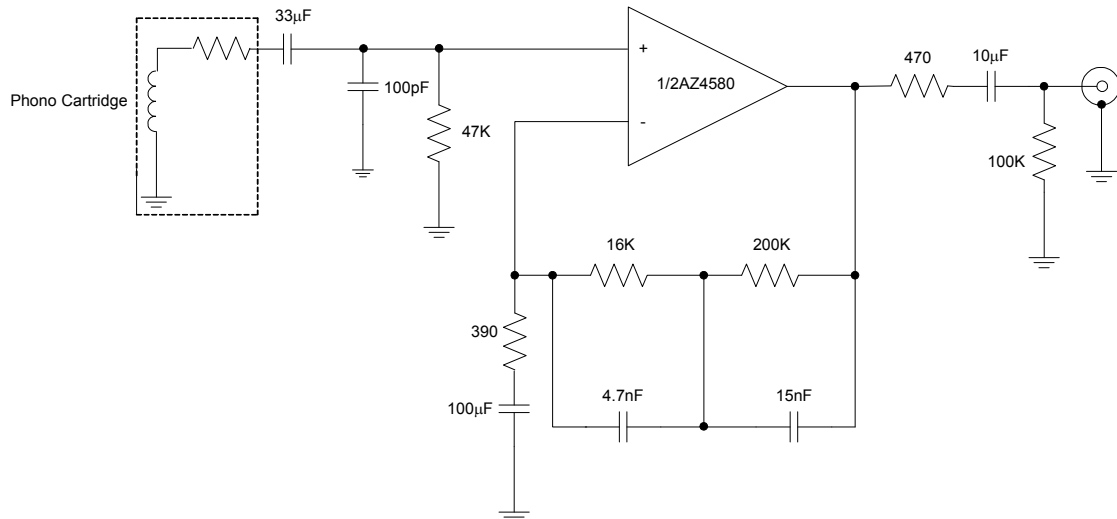 33μF
Phono Cartridge
100pF
47K
+
1/2AZ4580
-
470
10μF
100K
16K
200K
390
100μF
4.7nF
15nF